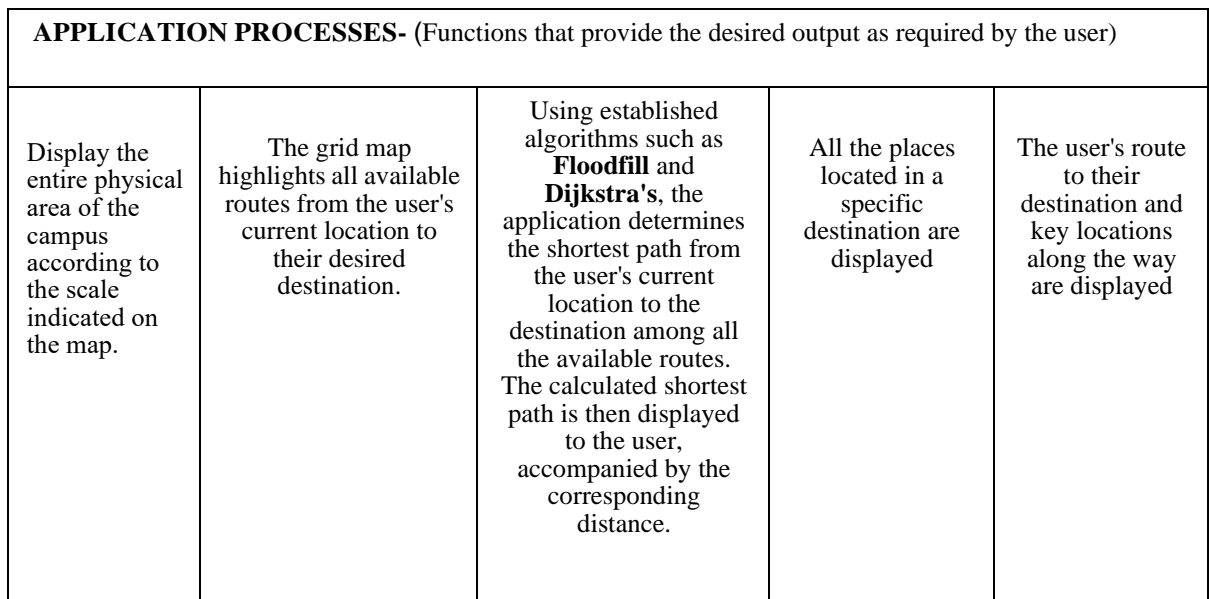 APPLICATION PROCESSES- (Functions that provide the desired output as required by the user)
Display the
entire physical
area of the
campus
according to
the scale
indicated on
the map.
The grid map
highlights all available
routes from the user's
current location to
their desired
destination.
Using established
algorithms such as
Floodfill and
Dijkstra's, the
application determines
the shortest path from
the user's current
location to the
destination among all
the available routes.
The calculated shortest
path is then displayed
to the user,
accompanied by the
corresponding
distance.
All the places
located in a
specific
destination are
displayed
The user's route
to their
destination and
key locations
along the way
are displayed